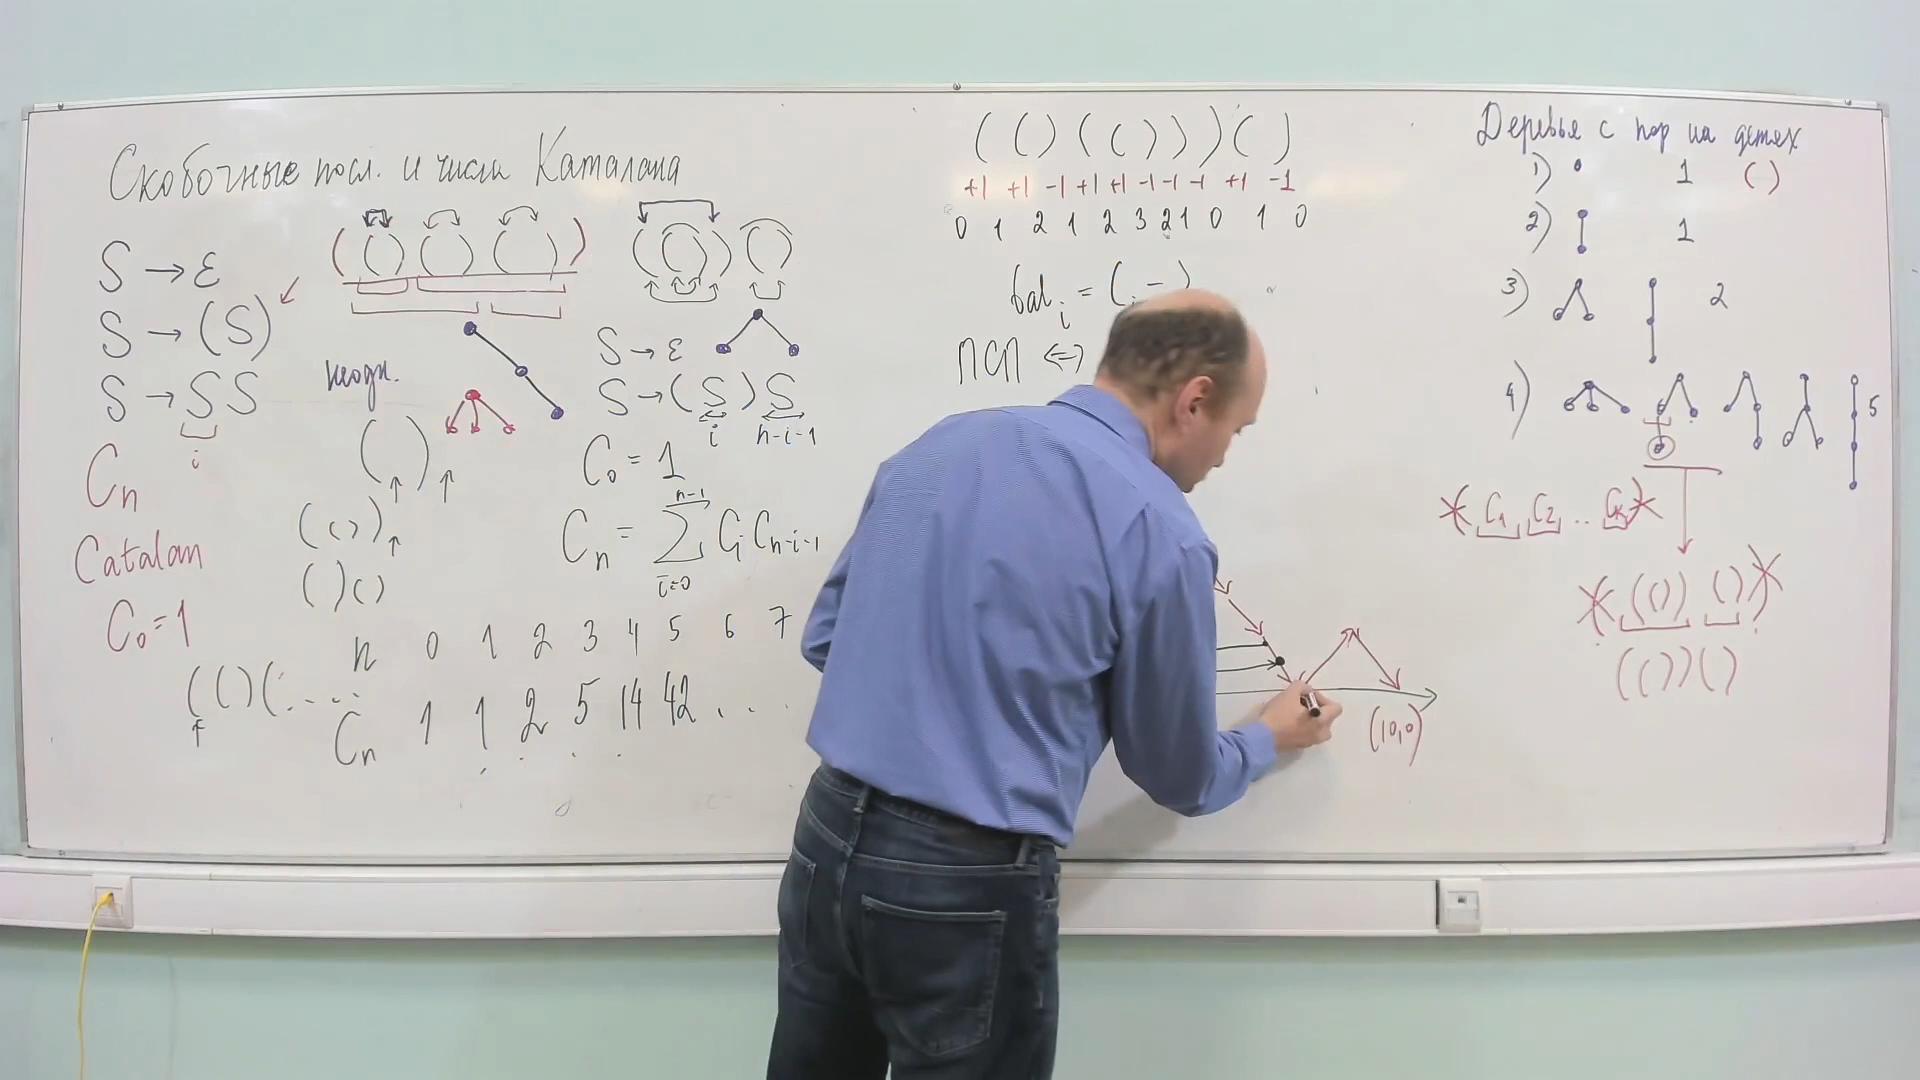 Скобочные посл. и числа Каталана
( () () () ) ( () ) ()
S → ε
S → (S)
S → SS
i
неодн.
( )
( () )
( ) ()
Cn
Catalan
C₀ = 1
S → ε
S → (S)S
i n-i-1
C₀ = 1
Cn = ∑ i=0 n-1 Ci Cn-i-1
n 0 1 2 3 4 5 6 7
( () ( . . . .
Cn 1 1 2 5 14 42 . . .
( () ( () ) ) ()
+1 +1 -1 +1 +1 -1 -1 -1 +1 -1
0 1 2 1 2 3 2 1 0 1 0
bal i = ( i - )
ПСП ⇔
(10,0)
Деревья с пор на детях
1) 1 ( )
2) 1
3) 2
4) 5
( C₁ C₂ .. Ck )
( (()) () )
(())()